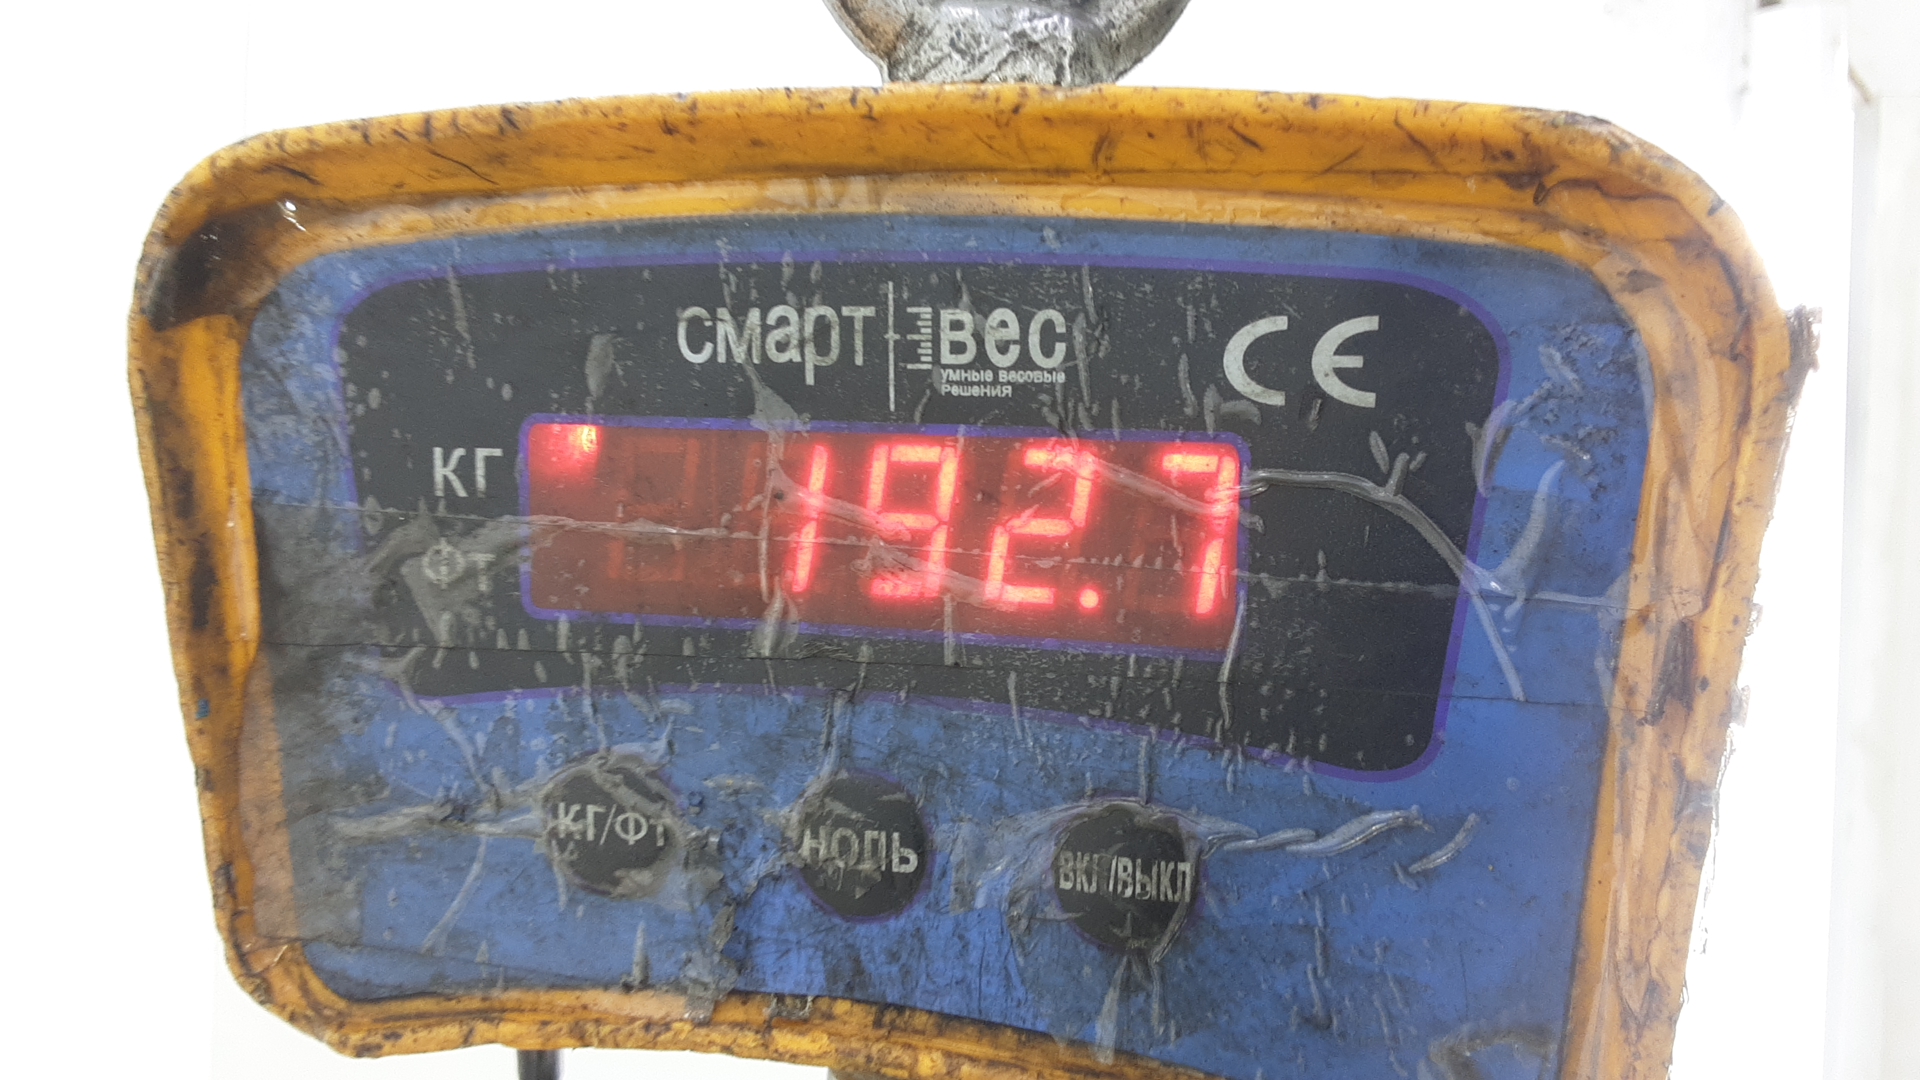 смарт вес
умные весовые
решения
CE
КГ
192.7
ФТ
КГ/ФТ
НОЛЬ
ВКЛ/ВЫКЛ